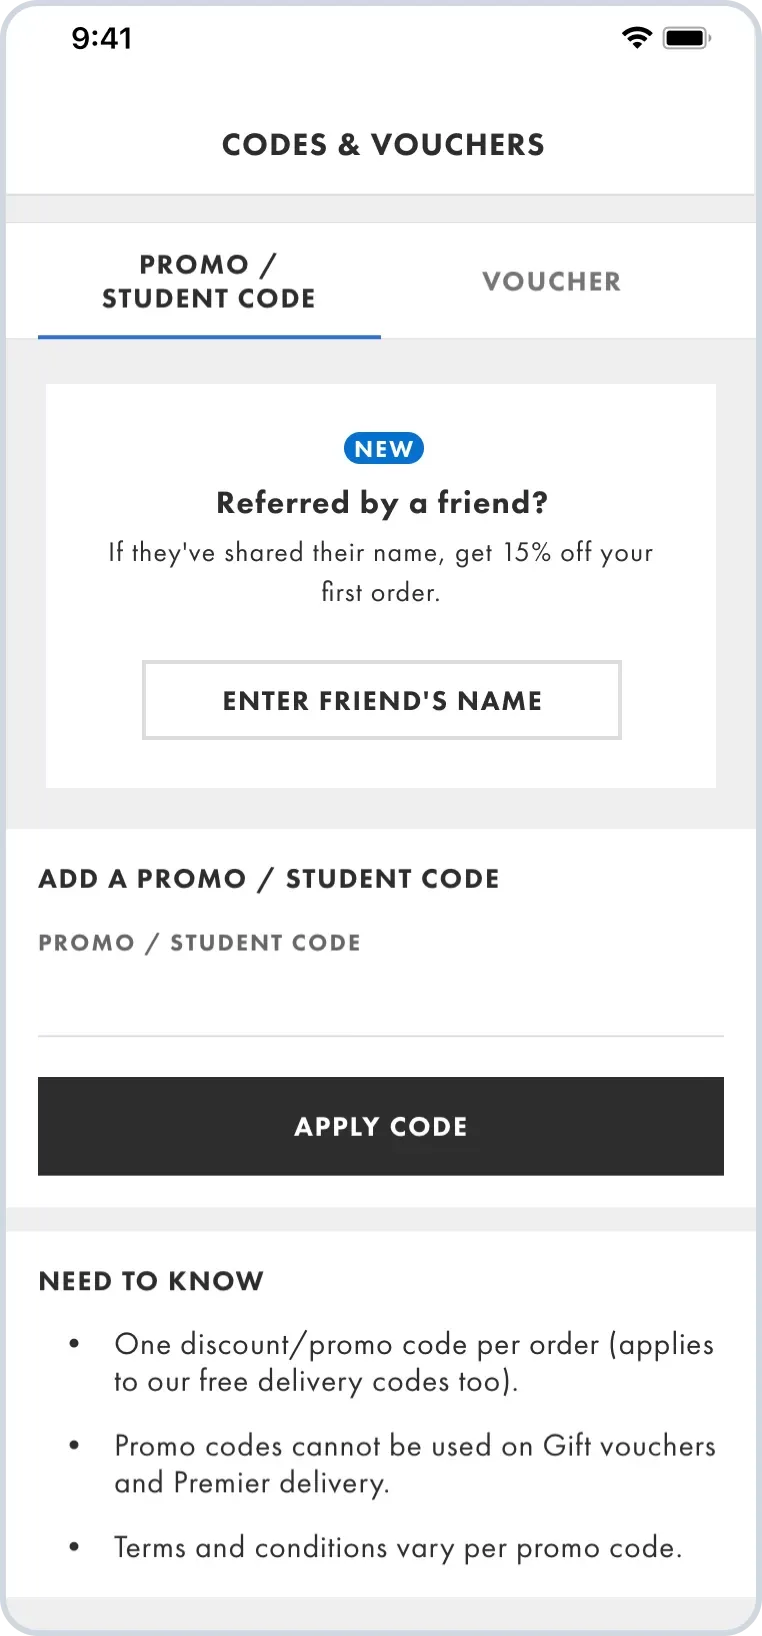 9:41
CODES & VOUCHERS
PROMO /
STUDENT CODE
VOUCHER
NEW
Referred by a friend?
If they've shared their name, get 15% off your
first order.
ENTER FRIEND'S NAME
ADD A PROMO / STUDENT CODE
PROMO / STUDENT CODE
APPLY CODE
NEED TO KNOW
• One discount/promo code per order (applies
to our free delivery codes too).
• Promo codes cannot be used on Gift vouchers
and Premier delivery.
• Terms and conditions vary per promo code.